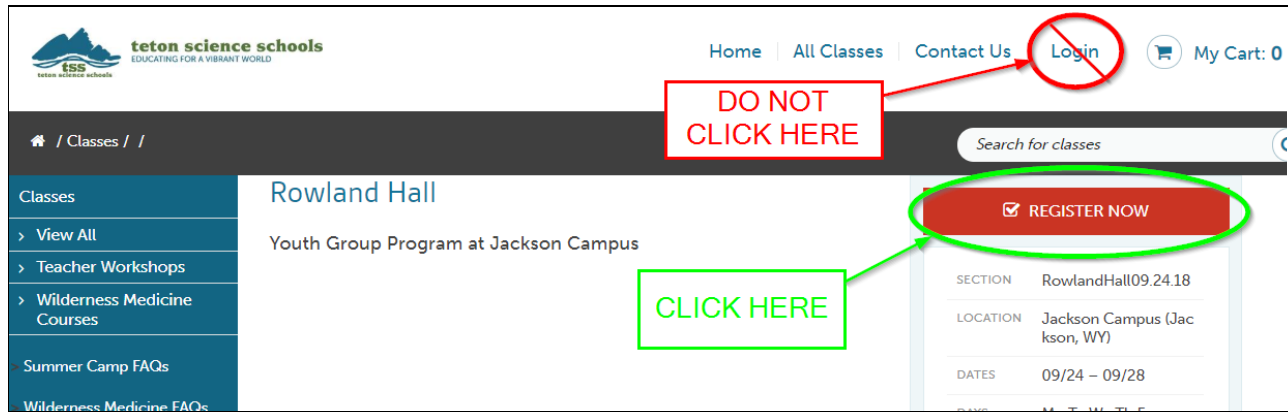 teton science schools
EDUCATING FOR A VIBRANT WORLD
tss
teton science schools
Home
All Classes
Contact Us
Login
My Cart: 0
DO NOT
CLICK HERE
/ Classes / /
Search for classes
Classes
> View All
> Teacher Workshops
> Wilderness Medicine
Courses
> Summer Camp FAQs
Wilderness Medicine FAQs
Rowland Hall
Youth Group Program at Jackson Campus
REGISTER NOW
CLICK HERE
SECTION RowlandHall09.24.18
LOCATION Jackson Campus (Jac
kson, WY)
DATES 09/24 – 09/28